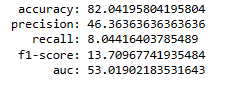 accuracy: 82.04195804195804
precision: 46.36363636363636
recall: 8.04416403785489
f1-score: 13.70967741935484
auc: 53.01902183531643